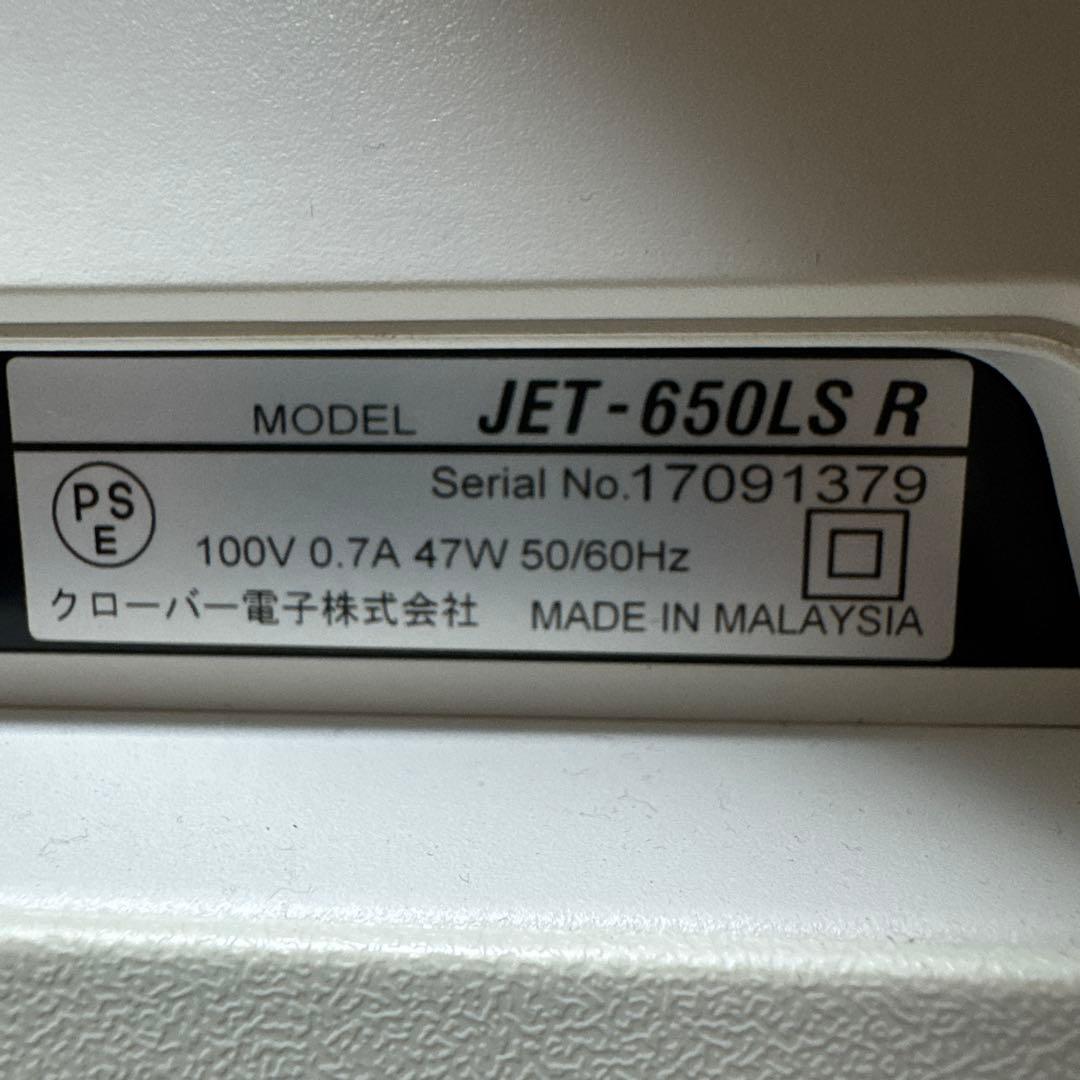 MODEL JET-650LS R
Serial No.17091379
PS
E
100V 0.7A 47W 50/60Hz
クローバー電子株式会社 MADE IN MALAYSIA